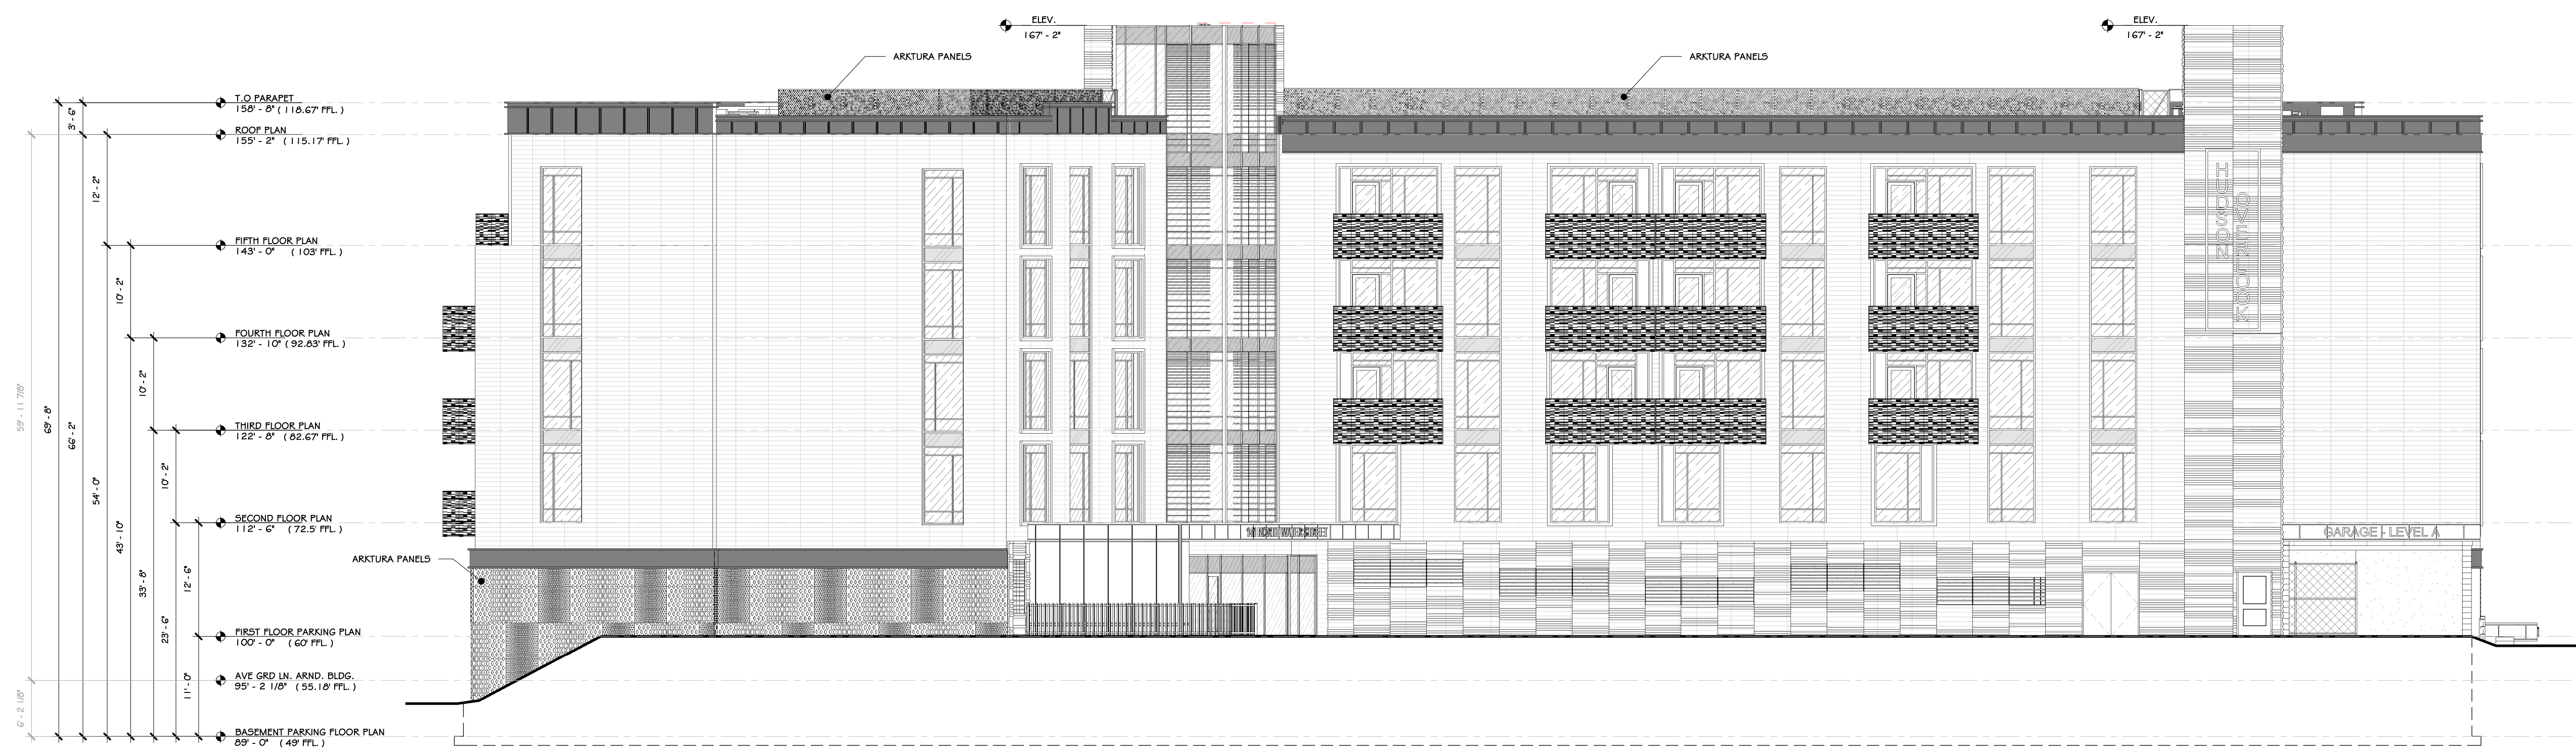 ELEV.
167' - 2"
ELEV.
167' - 2"
ARKTURA PANELS
ARKTURA PANELS
T.O PARAPET
158' - 8" ( 118.67' FFL. )
3' - 6"
ROOF PLAN
155' - 2" ( 115.17' FFL. )
12' - 2"
HUDSON
ROOFTOP
FIFTH FLOOR PLAN
143' - 0" ( 103' FFL. )
10' - 2"
FOURTH FLOOR PLAN
132' - 10" ( 92.83' FFL. )
10' - 2"
59' - 11 7/8"
69' - 8"
66' - 2"
THIRD FLOOR PLAN
122' - 8" ( 82.67' FFL. )
10' - 2"
54' - 0"
SECOND FLOOR PLAN
112' - 6" ( 72.5' FFL. )
43' - 10"
GARAGE - LEVEL A
ARKTURA PANELS
33' - 8"
12' - 6"
23' - 6"
FIRST FLOOR PARKING PLAN
100' - 0" ( 60' FFL. )
AVE GRD LN. ARND. BLDG.
95' - 2 1/8" ( 55.18' FFL. )
11' - 0"
6' - 2 1/8"
BASEMENT PARKING FLOOR PLAN
89' - 0" ( 49' FFL. )